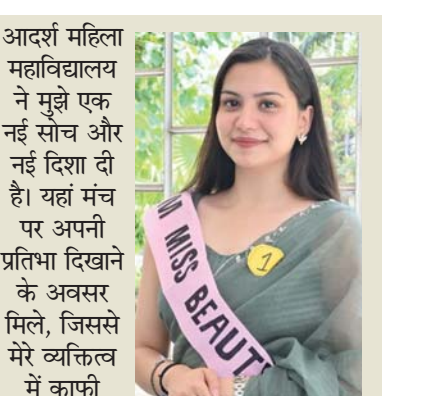 आदर्श महिला
महाविद्यालय
ने मुझे एक
नई सोच और
नई दिशा दी
है। यहां मंच
पर अपनी
प्रतिभा दिखाने
के अवसर
मिले, जिससे
मेरे व्यक्तित्व
में काफी
M MISS BEAUT
1